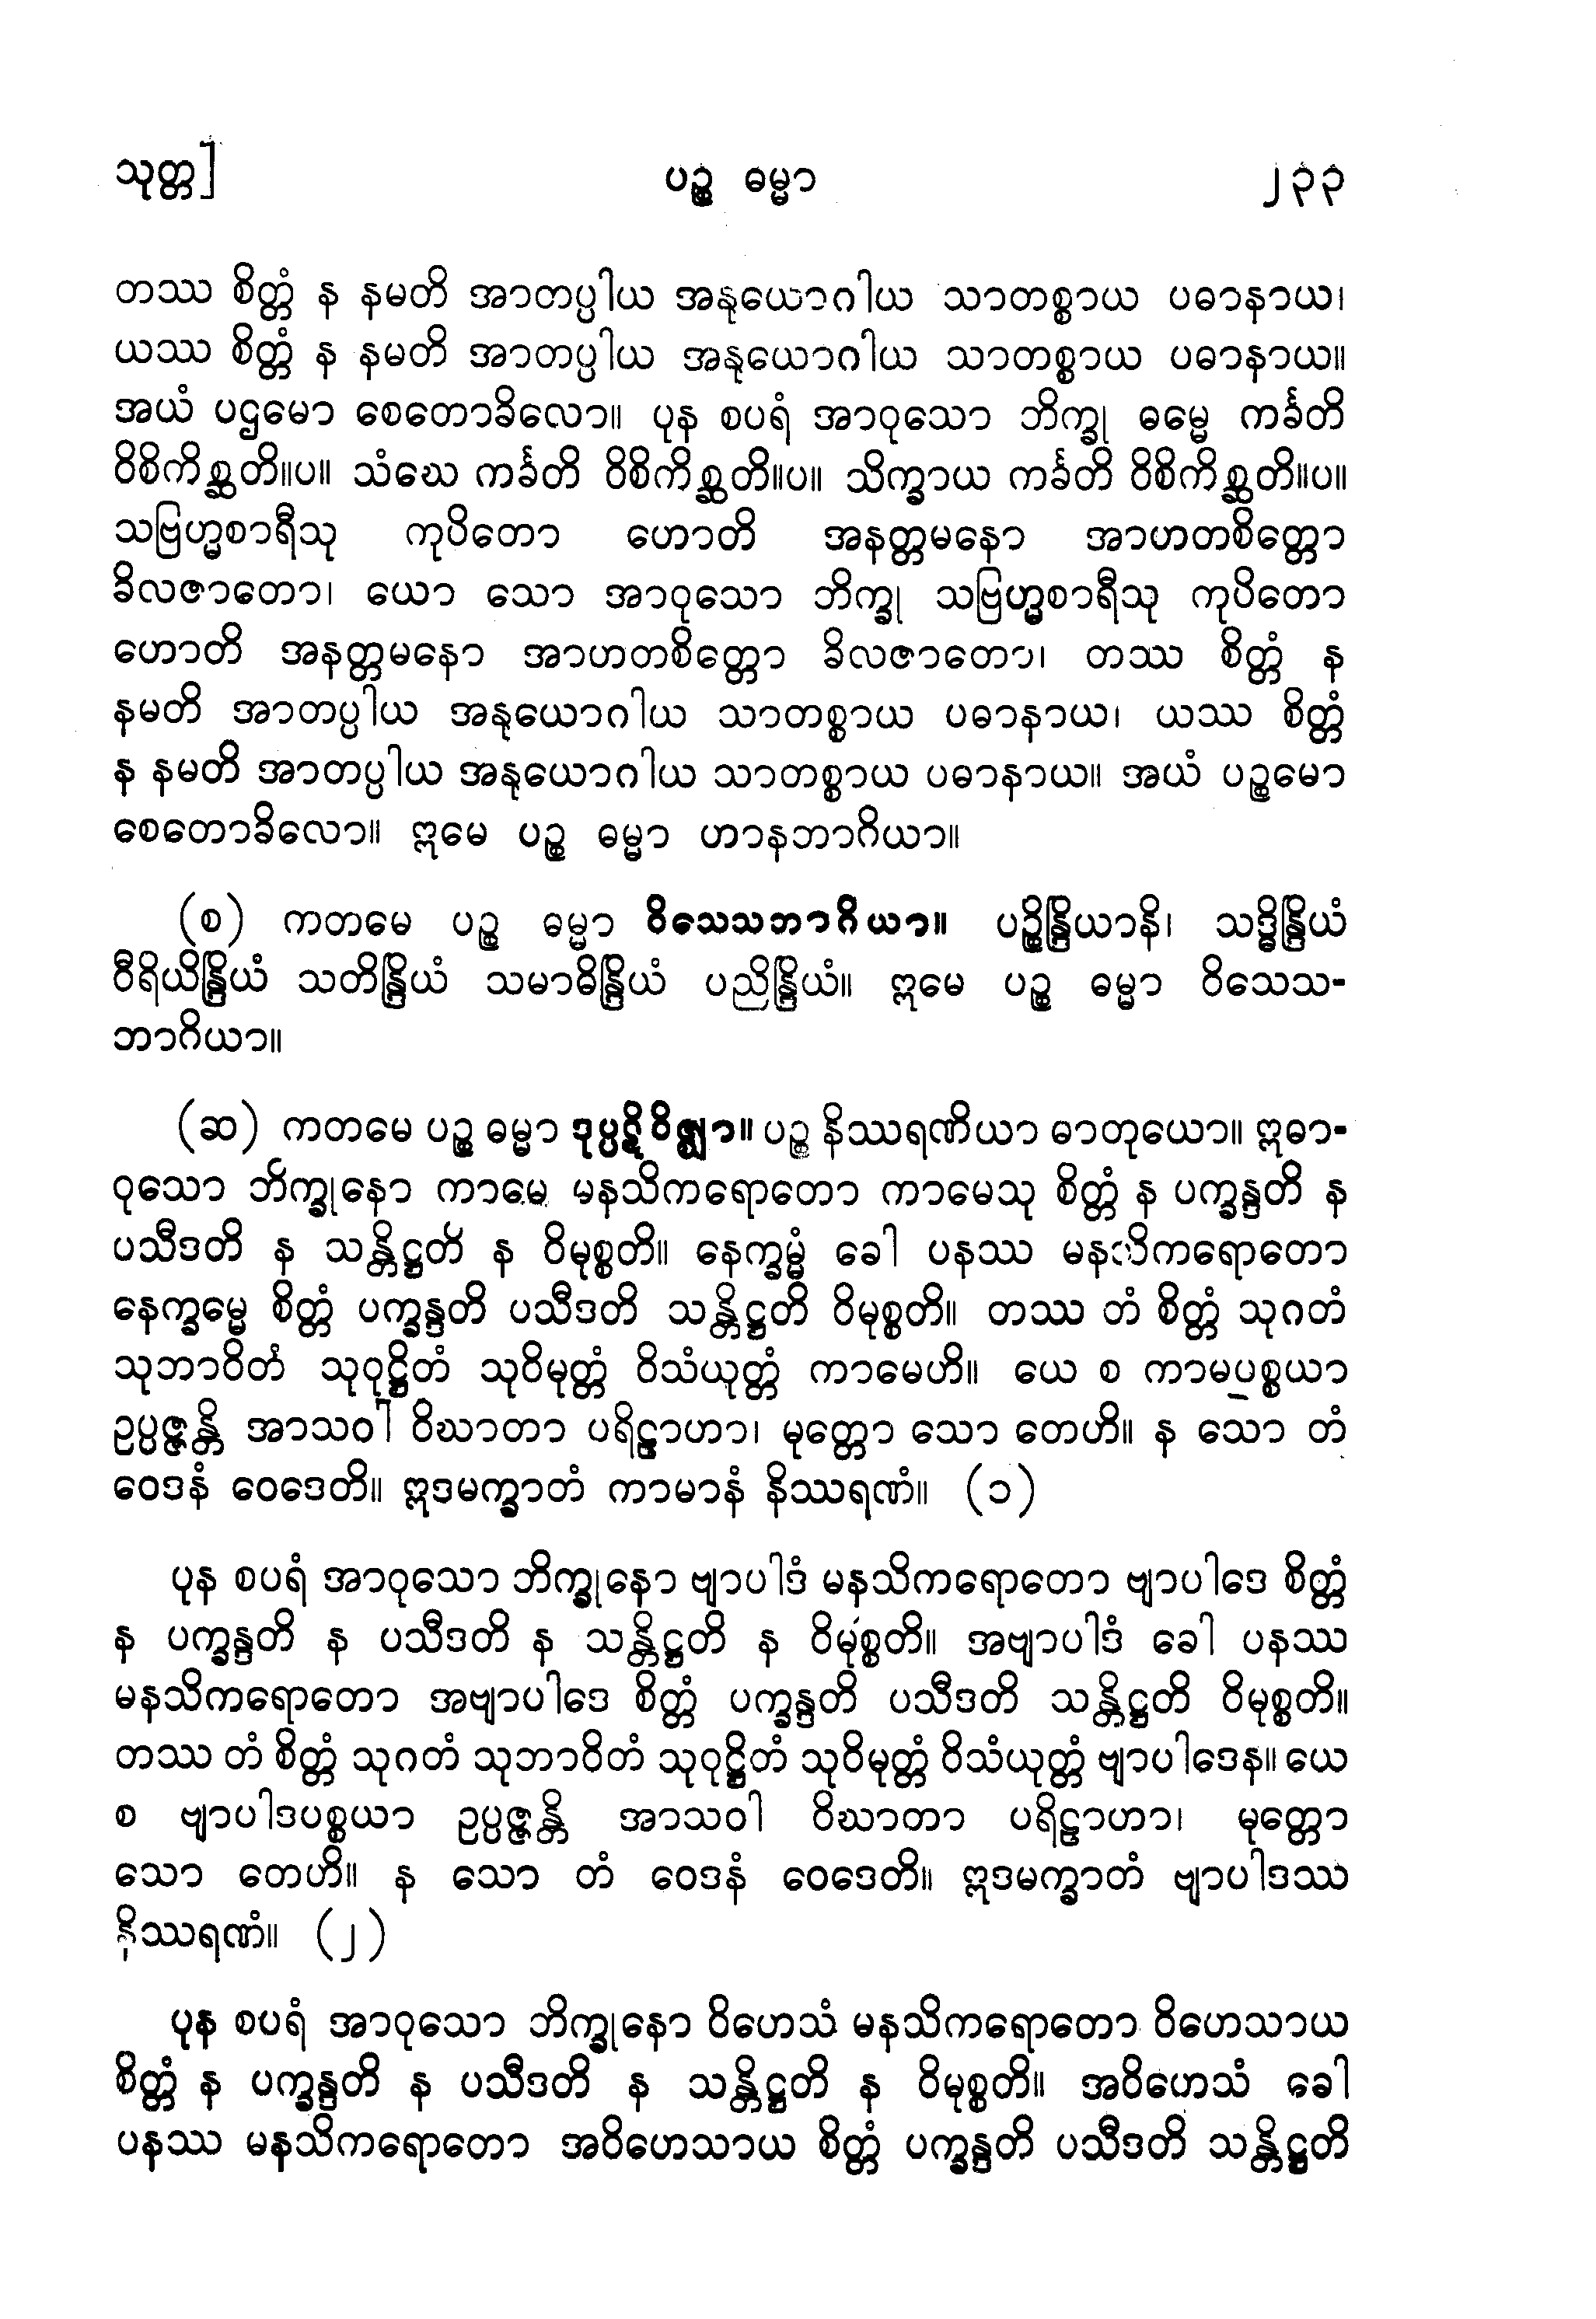 သုတ္တ] ပဉ္စ ဓမ္မာ ၂၃၃
တဿ စိတ္တံ န နမတိ အာတပ္ပါယ အနုယောဂါယ သာတစ္စာယ ပဓာနာယ၊
ယဿ စိတ္တံ န နမတိ အာတပ္ပါယ အနုယောဂါယ သာတစ္စာယ ပဓာနာယ။
အယံ ပဌမော စေတောခိလော။ ပုန စပရံ အာဝုသော ဘိက္ခု ဓမ္မေ ကင်္ခတိ
ဝိစိကိစ္ဆတိ။ပ။ သံဃေ ကင်္ခတိ ဝိစိကိစ္ဆတိ။ပ။ သိက္ခာယ ကင်္ခတိ ဝိစိကိစ္ဆတိ။ပ။
သဗြဟ္မစာရီသု ကုပိတော ဟောတိ အနတ္တမနော အာဟတစိတ္တော
ခိလဇာတော၊ ယော သော အာဝုသော ဘိက္ခု သဗြဟ္မစာရီသု ကုပိတော
ဟောတိ အနတ္တမနော အာဟတစိတ္တော ခိလဇာတော၊ တဿ စိတ္တံ န
နမတိ အာတပ္ပါယ အနုယောဂါယ သာတစ္စာယ ပဓာနာယ၊ ယဿ စိတ္တံ
န နမတိ အာတပ္ပါယ အနုယောဂါယ သာတစ္စာယ ပဓာနာယ။ အယံ ပဉ္စမော
စေတောခိလော။ ဣမေ ပဉ္စ ဓမ္မာ ဟာနဘာဂိယာ။
(စ) ကတမေ ပဉ္စ ဓမ္မာ ဝိသေသဘာဂိယာ။ ပဉ္စိန္ဒြိယာနိ၊ သဒ္ဓိန္ဒြိယံ
ဝီရိယိန္ဒြိယံ သတိန္ဒြိယံ သမာဓိန္ဒြိယံ ပညိန္ဒြိယံ။ ဣမေ ပဉ္စ ဓမ္မာ ဝိသေသ-
ဘာဂိယာ။
(ဆ) ကတမေ ပဉ္စ ဓမ္မာ ဒုပ္ပဋိဝိဇ္ဈာ။ ပဉ္စ နိဿရဏိယာ ဓာတုယော။ ဣဓာ-
ဝုသော ဘိက္ခုနော ကာမေ မနသိကရောတော ကာမေသု စိတ္တံ န ပက္ခန္ဒတိ န
ပသီဒတိ န သန္တိဋ္ဌတိ န ဝိမုစ္စတိ။ နေက္ခမ္မံ ခေါ ပနဿ မနသိကရောတော
နေက္ခမ္မေ စိတ္တံ ပက္ခန္ဒတိ ပသီဒတိ သန္တိဋ္ဌတိ ဝိမုစ္စတိ။ တဿ တံ စိတ္တံ သုဂတံ
သုဘာဝိတံ သုဝုဋ္ဌိတံ သုဝိမုတ္တံ ဝိသံယုတ္တံ ကာမေဟိ။ ယေ စ ကာမပစ္စယာ
ဥပ္ပဇ္ဇန္တိ အာသဝါ ဝိဃာတာ ပရိဠာဟာ၊ မုတ္တော သော တေဟိ။ န သော တံ
ဝေဒနံ ဝေဒေတိ။ ဣဒမက္ခာတံ ကာမာနံ နိဿရဏံ။ (၁)
ပုန စပရံ အာဝုသော ဘိက္ခုနော ဗျာပါဒံ မနသိကရောတော ဗျာပါဒေ စိတ္တံ
န ပက္ခန္ဒတိ န ပသီဒတိ န သန္တိဋ္ဌတိ န ဝိမုစ္စတိ။ အဗျာပါဒံ ခေါ ပနဿ
မနသိကရောတော အဗျာပါဒေ စိတ္တံ ပက္ခန္ဒတိ ပသီဒတိ သန္တိဋ္ဌတိ ဝိမုစ္စတိ။
တဿ တံ စိတ္တံ သုဂတံ သုဘာဝိတံ သုဝုဋ္ဌိတံ သုဝိမုတ္တံ ဝိသံယုတ္တံ ဗျာပါဒေန။ ယေ
စ ဗျာပါဒပစ္စယာ ဥပ္ပဇ္ဇန္တိ အာသဝါ ဝိဃာတာ ပရိဠာဟာ၊ မုတ္တော
သော တေဟိ။ န သော တံ ဝေဒနံ ဝေဒေတိ။ ဣဒမက္ခာတံ ဗျာပါဒဿ
နိဿရဏံ။ (၂)
ပုန စပရံ အာဝုသော ဘိက္ခုနော ဝိဟေသံ မနသိကရောတော ဝိဟေသာယ
စိတ္တံ န ပက္ခန္ဒတိ န ပသီဒတိ န သန္တိဋ္ဌတိ န ဝိမုစ္စတိ။ အဝိဟေသံ ခေါ
ပနဿ မနသိကရောတော အဝိဟေသာယ စိတ္တံ ပက္ခန္ဒတိ ပသီဒတိ သန္တိဋ္ဌတိ